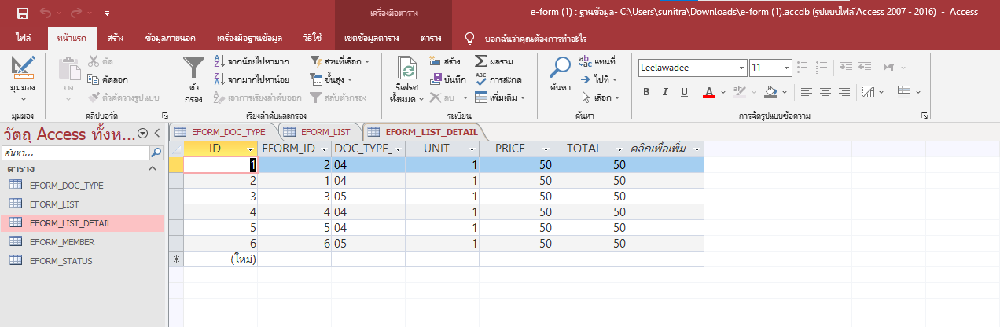 เครื่องมือตาราง
e-form (1) : ฐานข้อมูล- C:\Users\sunitra\Downloads\e-form (1).accdb (รูปแบบไฟล์ Access 2007 - 2016) - Access
ไฟล์ หน้าแรก สร้าง ข้อมูลภายนอก เครื่องมือฐานข้อมูล วิธีใช้ เขตข้อมูลตาราง ตาราง บอกฉันว่าคุณต้องการทำอะไร
มุมมอง
วาง
ตัด
คัดลอก
ตัวคัดวางรูปแบบ
ตัวกรอง
จากน้อยไปหามาก
จากมากไปหาน้อย
เอาการเรียงลำดับออก
ส่วนที่เลือก
ขั้นสูง
สลับตัวกรอง
รีเฟรช
ทั้งหมด
สร้าง
บันทึก
ลบ
ผลรวม
การสะกด
เพิ่มเติม
ค้นหา
แทนที่
ไปที่
เลือก
Leelawadee 11
B I U A
มุมมอง คลิปบอร์ด เรียงลำดับและกรอง ระเบียน ค้นหา การจัดรูปแบบข้อความ
วัตถุ Access ทั้งห...
ค้นหา...
ตาราง
EFORM_DOC_TYPE
EFORM_LIST
EFORM_LIST_DETAIL
EFORM_MEMBER
EFORM_STATUS
EFORM_DOC_TYPE EFORM_LIST EFORM_LIST_DETAIL
ID EFORM_ID DOC_TYPE_ UNIT PRICE TOTAL คลิกเพื่อเพิ่ม
1 2 04 1 50 50
2 1 04 1 50 50
3 3 05 1 50 50
4 4 04 1 50 50
5 5 04 1 50 50
6 6 05 1 50 50
(ใหม่)